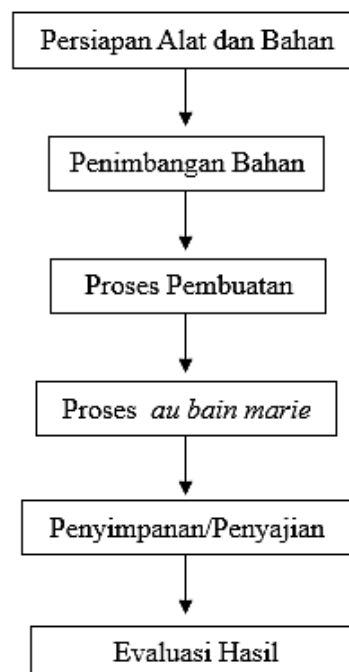 Persiapan Alat dan Bahan
Penimbangan Bahan
Proses Pembuatan
Proses au bain marie
Penyimpanan/Penyajian
Evaluasi Hasil